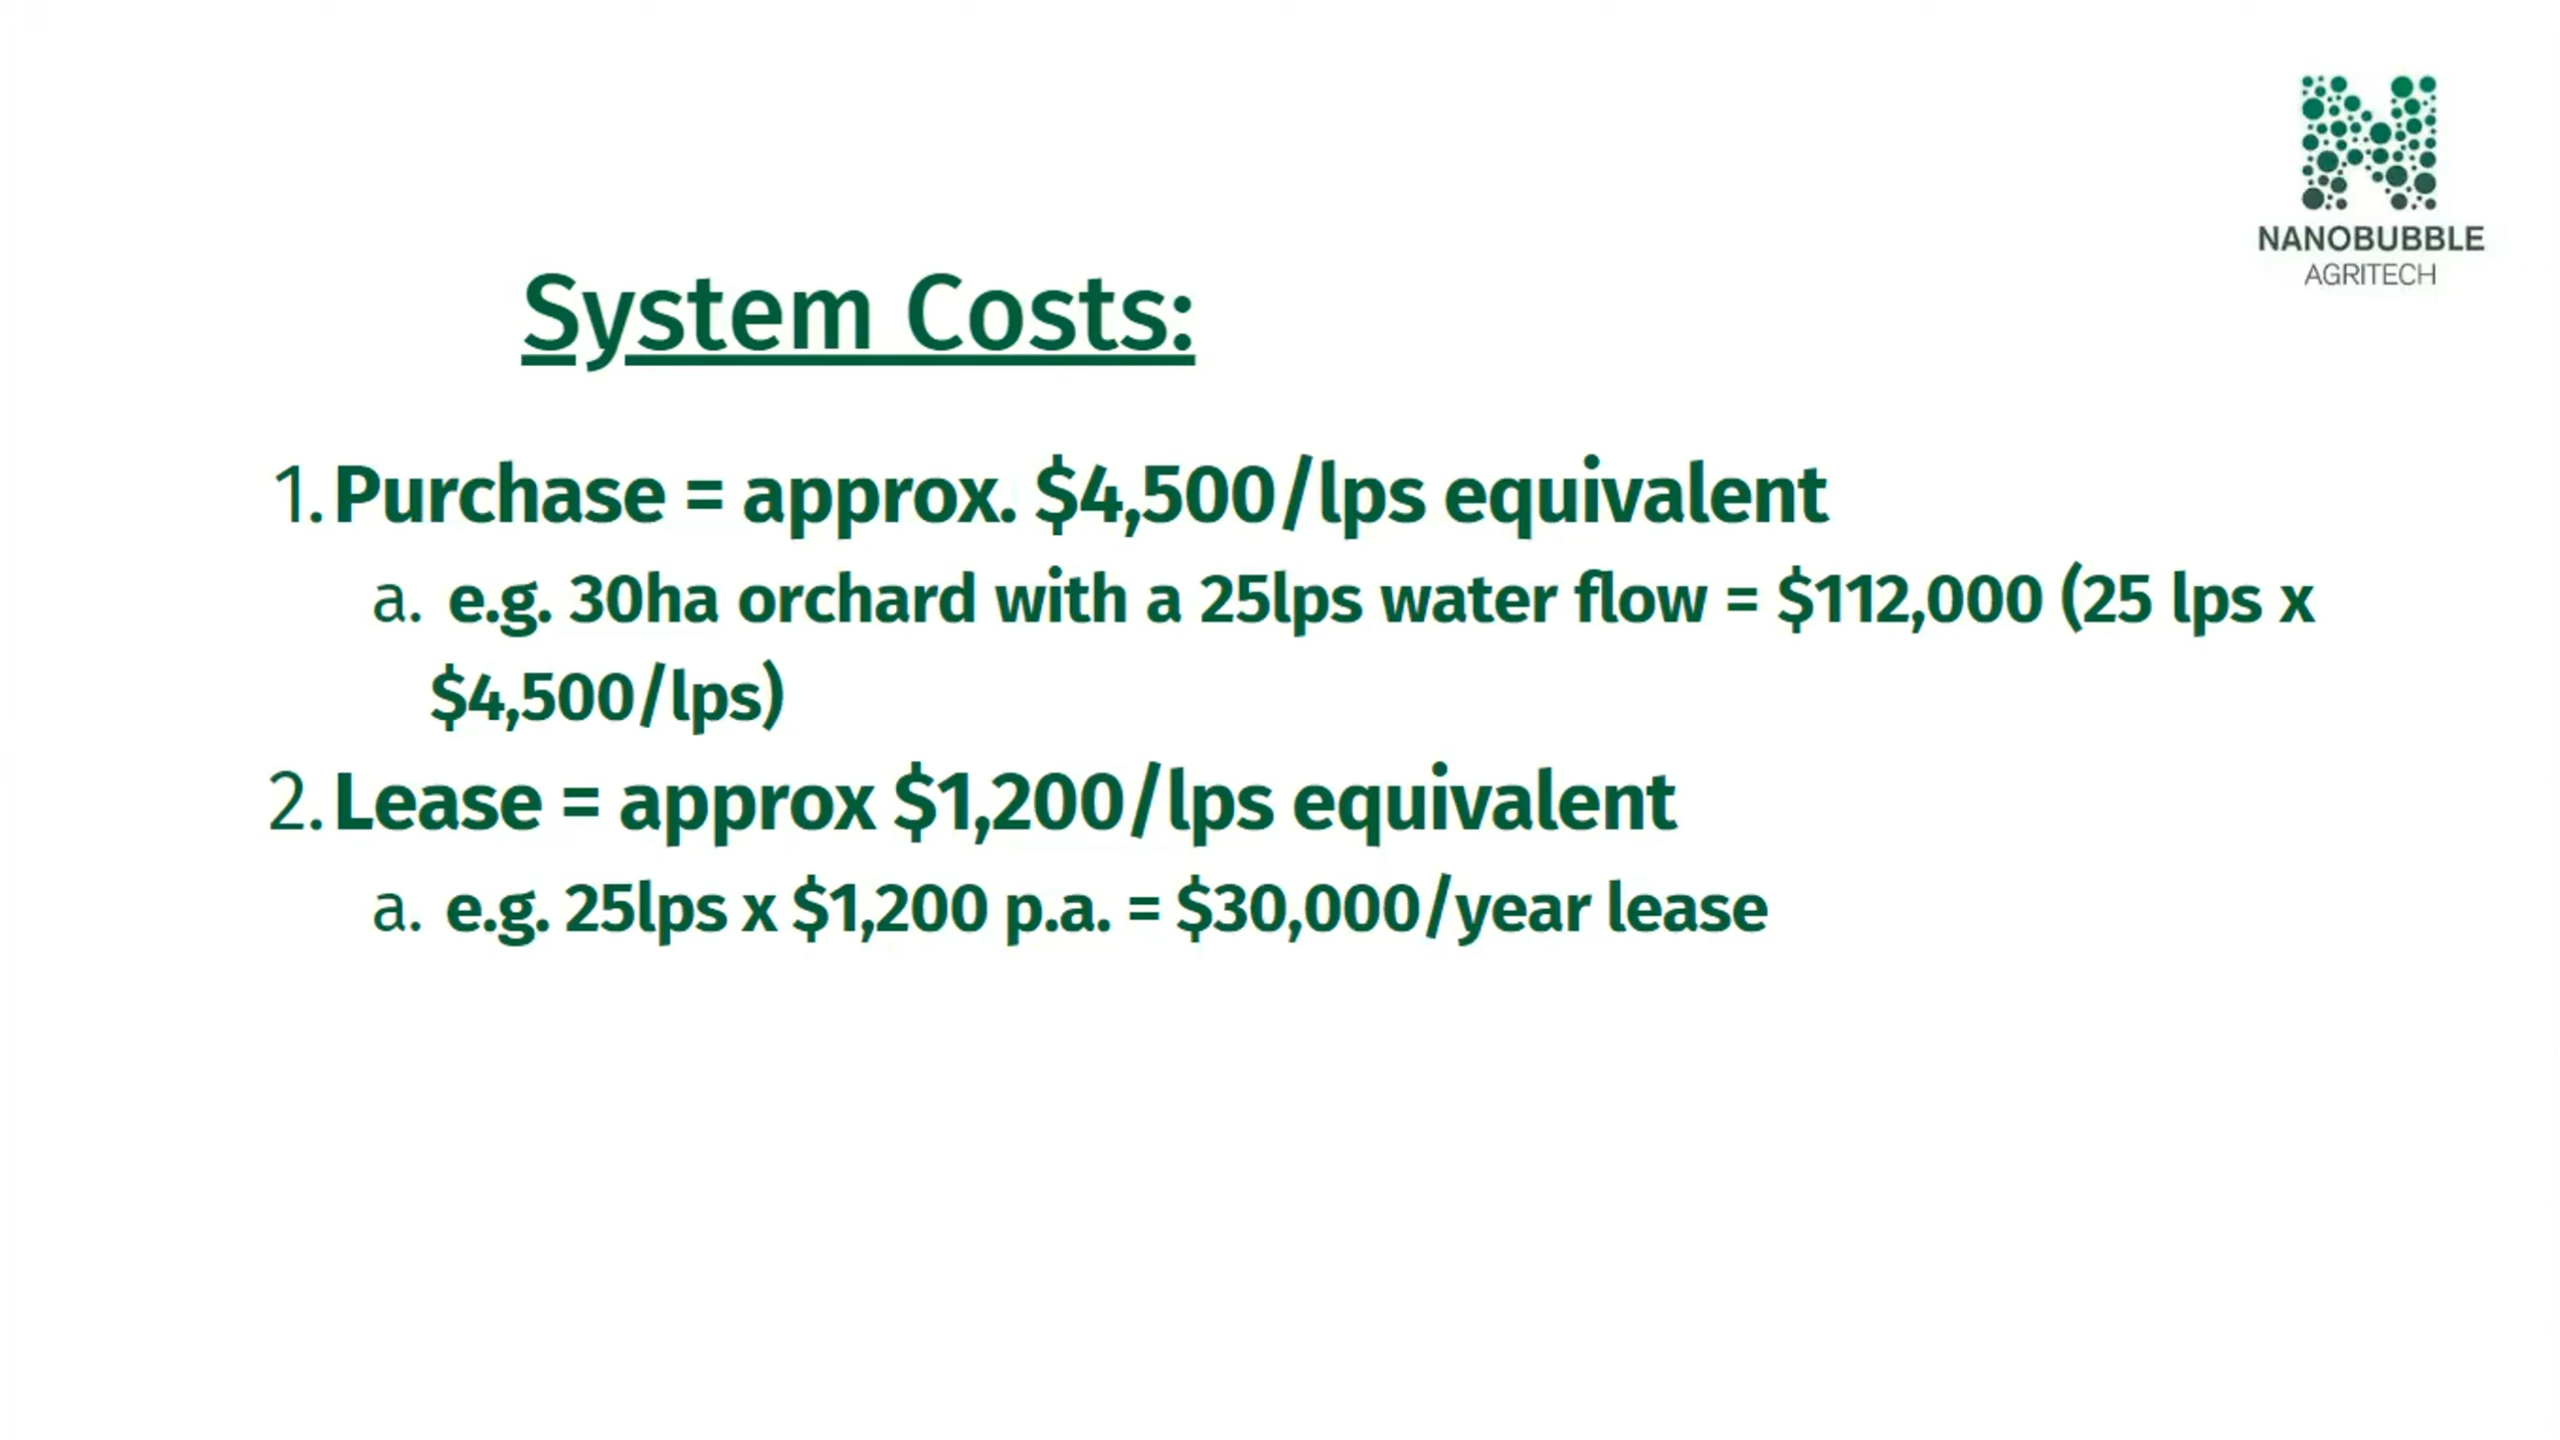 NANOBUBBLE
AGRITECH
System Costs:
1. Purchase = approx. $4,500/lps equivalent
a. e.g. 30ha orchard with a 25lps water flow = $112,000 (25 lps x
$4,500/lps)
2. Lease = approx $1,200/lps equivalent
a. e.g. 25lps x $1,200 p.a. = $30,000/year lease